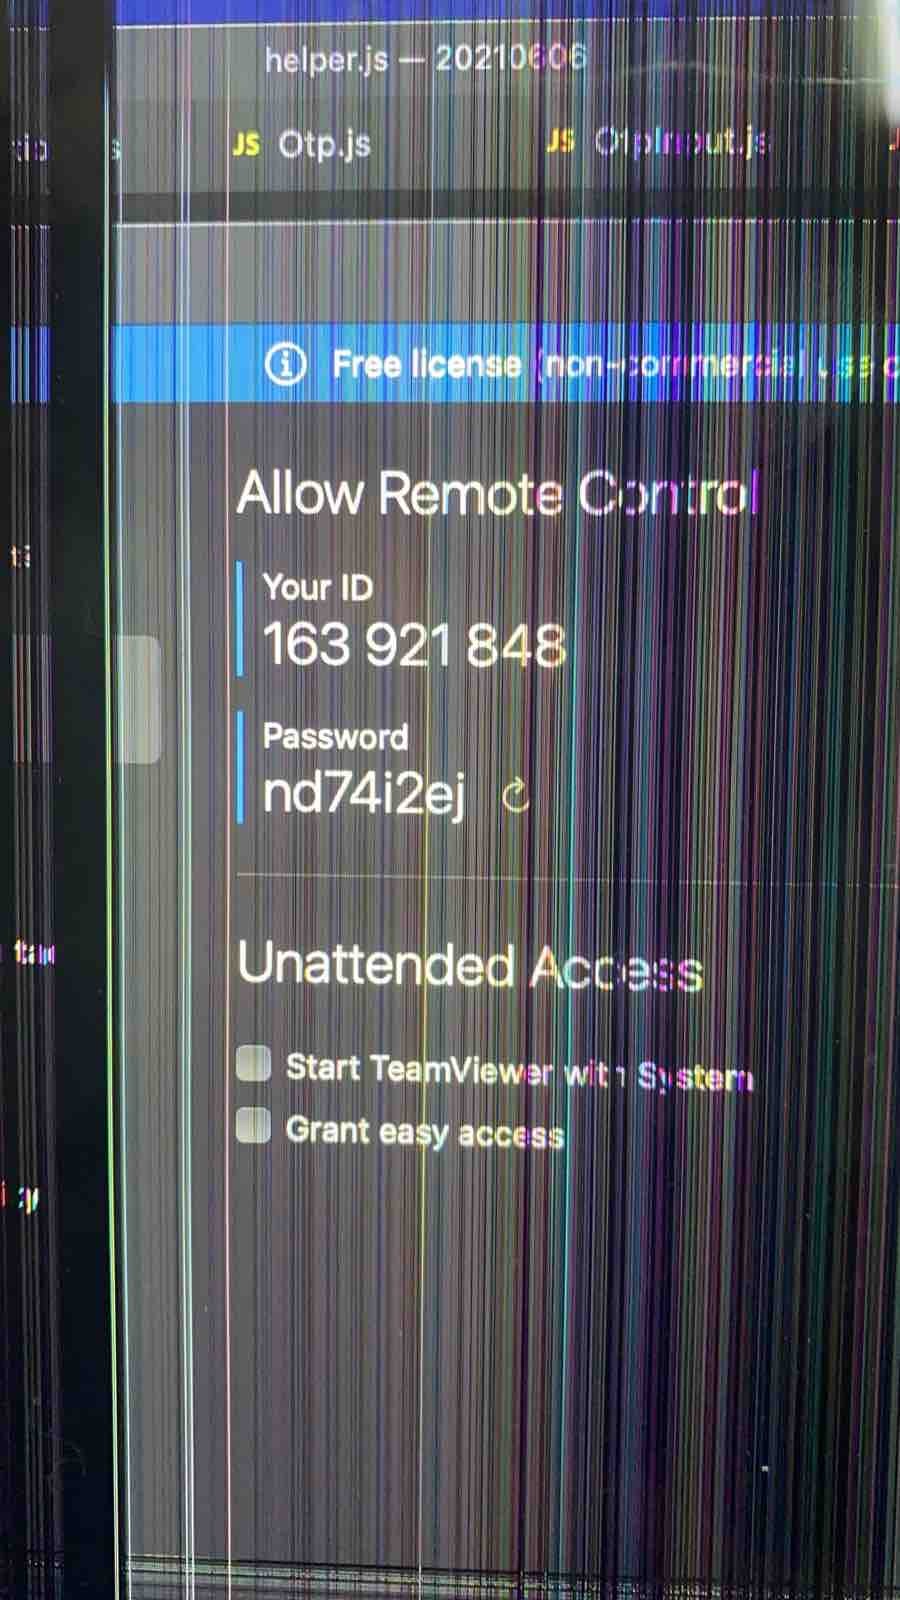 helper.js — 20210606
JS Otp.js JS OtpInput.js
Free license (non-commercial use
Allow Remote Control
Your ID
163 921 848
Password
nd74i2ej
Unattended Access
Start TeamViewer with System
Grant easy access